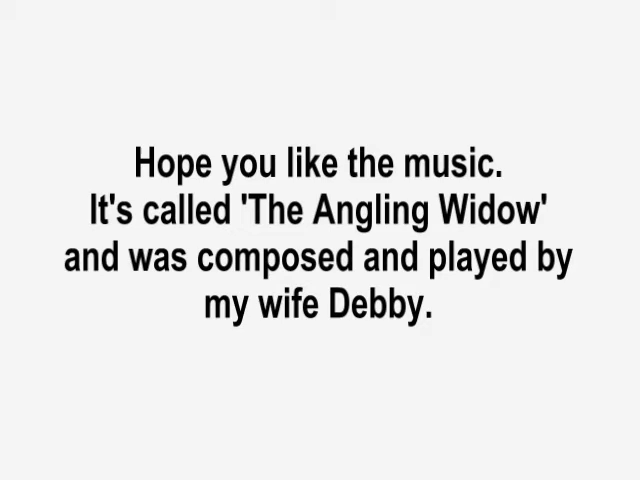 Hope you like the music.
It's called 'The Angling Widow'
and was composed and played by
my wife Debby.